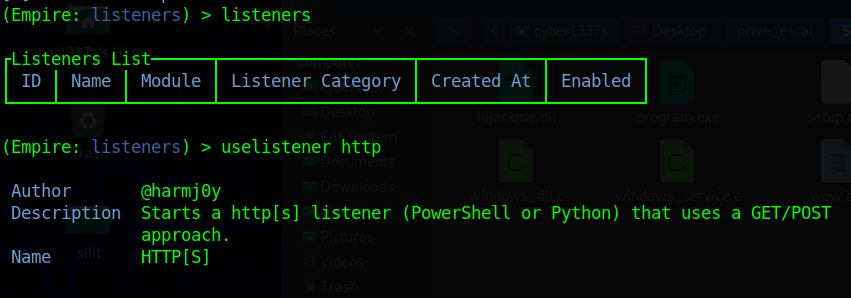 (Empire: listeners) > listeners
Places
cyber1337s
Desktop
prive_escal
Listeners List
Computer
ID Name Module Listener Category Created At Enabled
Desktop
hijackme.dll
program.exe
Trash
File System
(Empire: listeners) > uselistener http
Documents
Author @harmj0y
Downloads
windows_dll.c
windows_service.c
Description Starts a http[s] listener (PowerShell or Python) that uses a GET/POST
approach.
Pictures
sllit
Name HTTP[S]
Videos
Trash